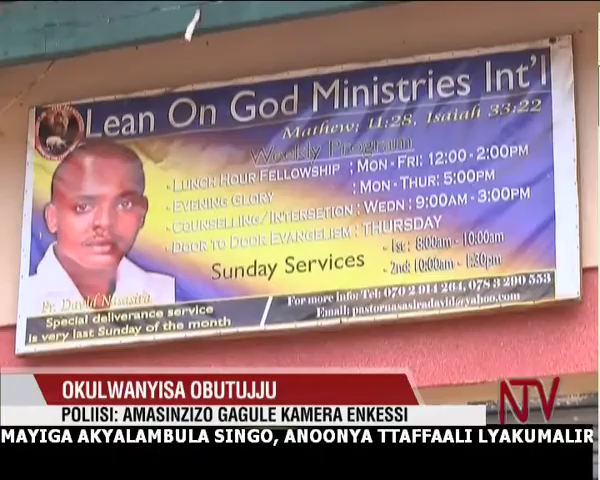 Lean On God Ministries Int'l
Mathew; 11:28, Isaiah 33:22
Weekly Program
- LUNCH HOUR FELLOWSHIP : MON - FRI: 12:00 - 2:00PM
- EVENING GLORY : MON - THUR: 5:00PM
- COUNSELLING/INTERSETION : WEDN : 9:00AM - 3:00PM
- DOOR TO DOOR EVANGELISM : THURSDAY
Sunday Services
- 1st: 8:00am - 10:00am
- 2nd: 10:00am - 1:30pm
Pr. David Nasasira
Special deliverance service
is very last Sunday of the month
For more info: Tel: 070 2 914 264, 078 3 200 553
Email: pastornasasiradavid@yahoo.com
OKULWANYISA OBUTUJJU
POLIISI: AMASINZIZO GAGULE KAMERA ENKESSI
NTV
MAYIGA AKYALAMBULA SINGO, ANOONYA TTAFFAALI LYAKUMALIR